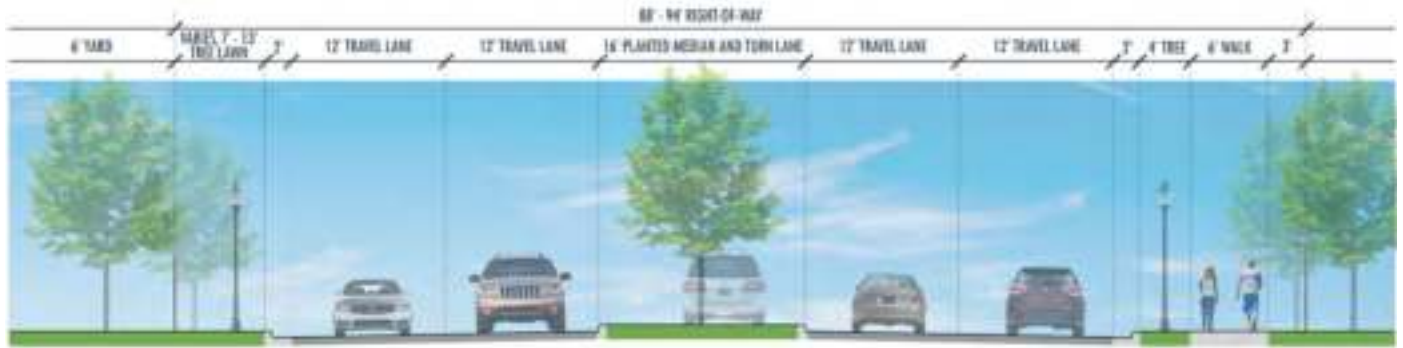 88' - 94' RIGHT-OF-WAY
6' YARD
VARIES, 7' - 13'
TREE LAWN
2'
12' TRAVEL LANE
12' TRAVEL LANE
16' PLANTED MEDIAN AND TURN LANE
12' TRAVEL LANE
12' TRAVEL LANE
2'
4' TREE
6' WALK
3'